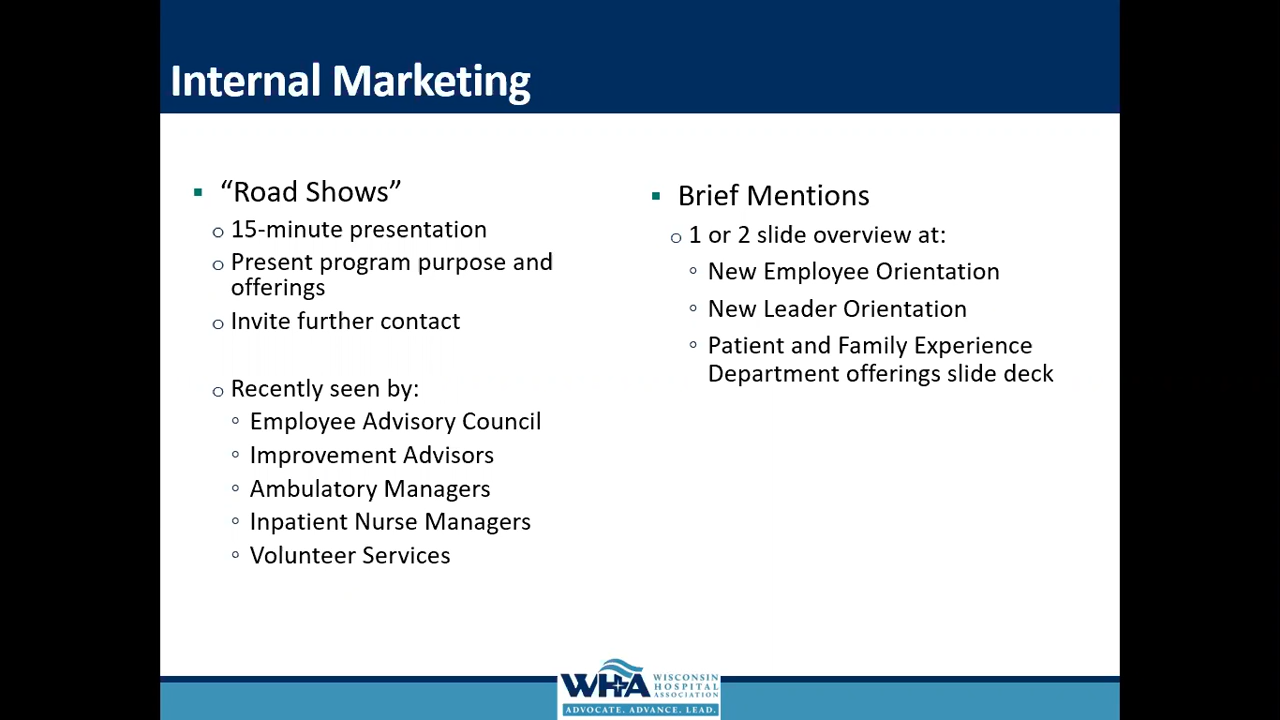 Internal Marketing
“Road Shows”
15-minute presentation
Present program purpose and
offerings
Invite further contact
Recently seen by:
Employee Advisory Council
Improvement Advisors
Ambulatory Managers
Inpatient Nurse Managers
Volunteer Services
Brief Mentions
1 or 2 slide overview at:
New Employee Orientation
New Leader Orientation
Patient and Family Experience
Department offerings slide deck
WHA
WISCONSIN
HOSPITAL
ASSOCIATION
ADVOCATE. ADVANCE. LEAD.